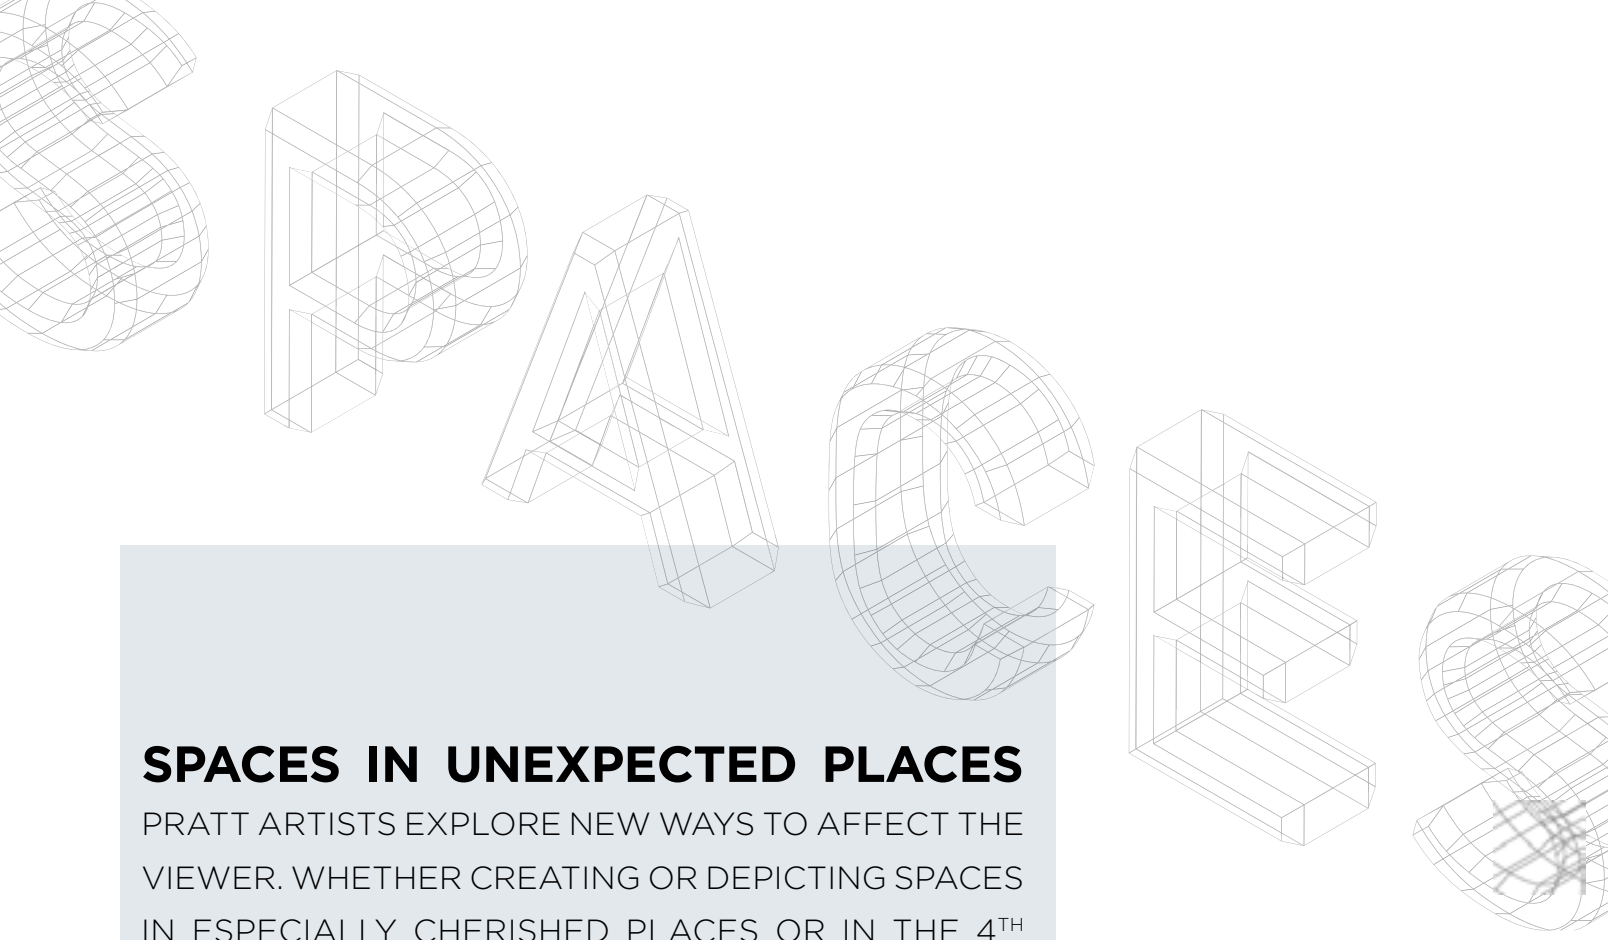 SPACES
SPACES IN UNEXPECTED PLACES
PRATT ARTISTS EXPLORE NEW WAYS TO AFFECT THE
VIEWER. WHETHER CREATING OR DEPICTING SPACES
IN ESPECIALLY CHERISHED PLACES OR IN THE 4TH